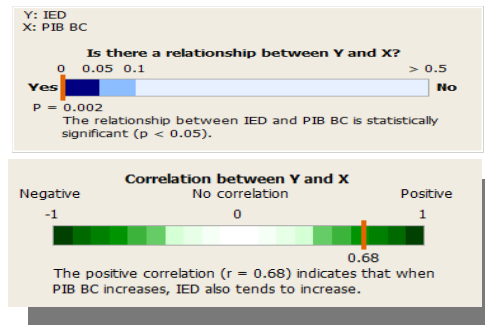 Y: IED
X: PIB BC
Is there a relationship between Y and X?
0 0.05 0.1 > 0.5
Yes No
P = 0.002
The relationship between IED and PIB BC is statistically
significant (p < 0.05).
Correlation between Y and X
Negative No correlation Positive
-1 0 1
0.68
The positive correlation (r = 0.68) indicates that when
PIB BC increases, IED also tends to increase.